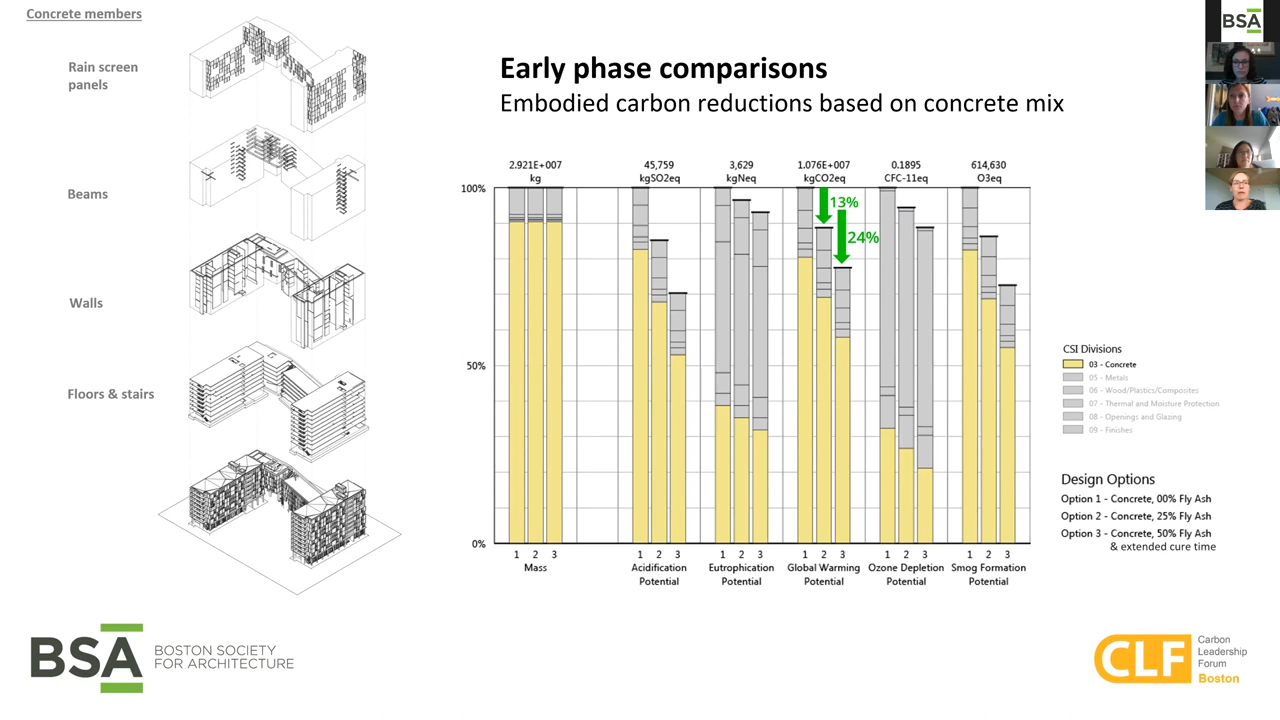 Concrete members
Rain screen
panels
Beams
Walls
Floors & stairs
Early phase comparisons
Embodied carbon reductions based on concrete mix
2.921E+007
kg
45,759
kgSO2eq
3,629
kgNeq
1.076E+007
kgCO2eq
0.1895
CFC-11eq
614,630
O3eq
100%
50%
0%
13%
24%
1 2 3
Mass
1 2 3
Acidification
Potential
1 2 3
Eutrophication
Potential
1 2 3
Global Warming
Potential
1 2 3
Ozone Depletion
Potential
1 2 3
Smog Formation
Potential
CSI Divisions
03 - Concrete
05 - Metals
06 - Wood/Plastics/Composites
07 - Thermal and Moisture Protection
08 - Openings and Glazing
09 - Finishes
Design Options
Option 1 - Concrete, 00% Fly Ash
Option 2 - Concrete, 25% Fly Ash
Option 3 - Concrete, 50% Fly Ash
& extended cure time
BSA
BSA
BOSTON SOCIETY
FOR ARCHITECTURE
CLF
Carbon
Leadership
Forum
Boston